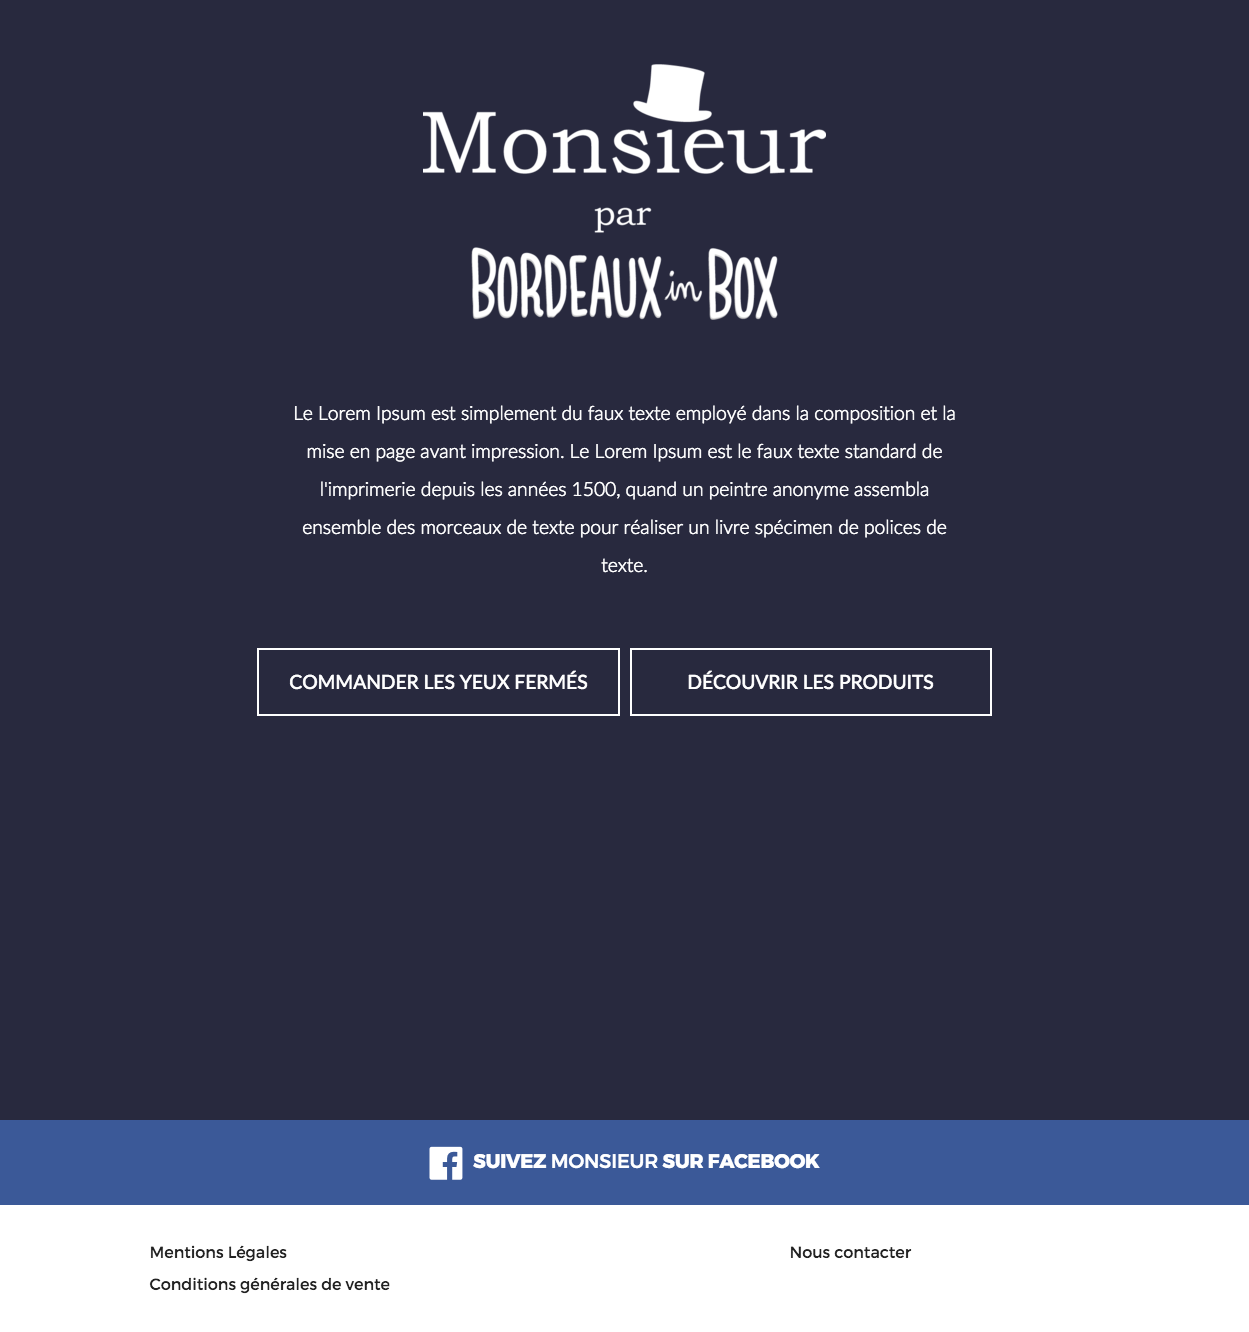 Monsieur
par
BORDEAUX in BOX
Le Lorem Ipsum est simplement du faux texte employé dans la composition et la
mise en page avant impression. Le Lorem Ipsum est le faux texte standard de
l'imprimerie depuis les années 1500, quand un peintre anonyme assembla
ensemble des morceaux de texte pour réaliser un livre spécimen de polices de
texte.
COMMANDER LES YEUX FERMÉS
DÉCOUVRIR LES PRODUITS
SUIVEZ MONSIEUR SUR FACEBOOK
Mentions Légales
Conditions générales de vente
Nous contacter